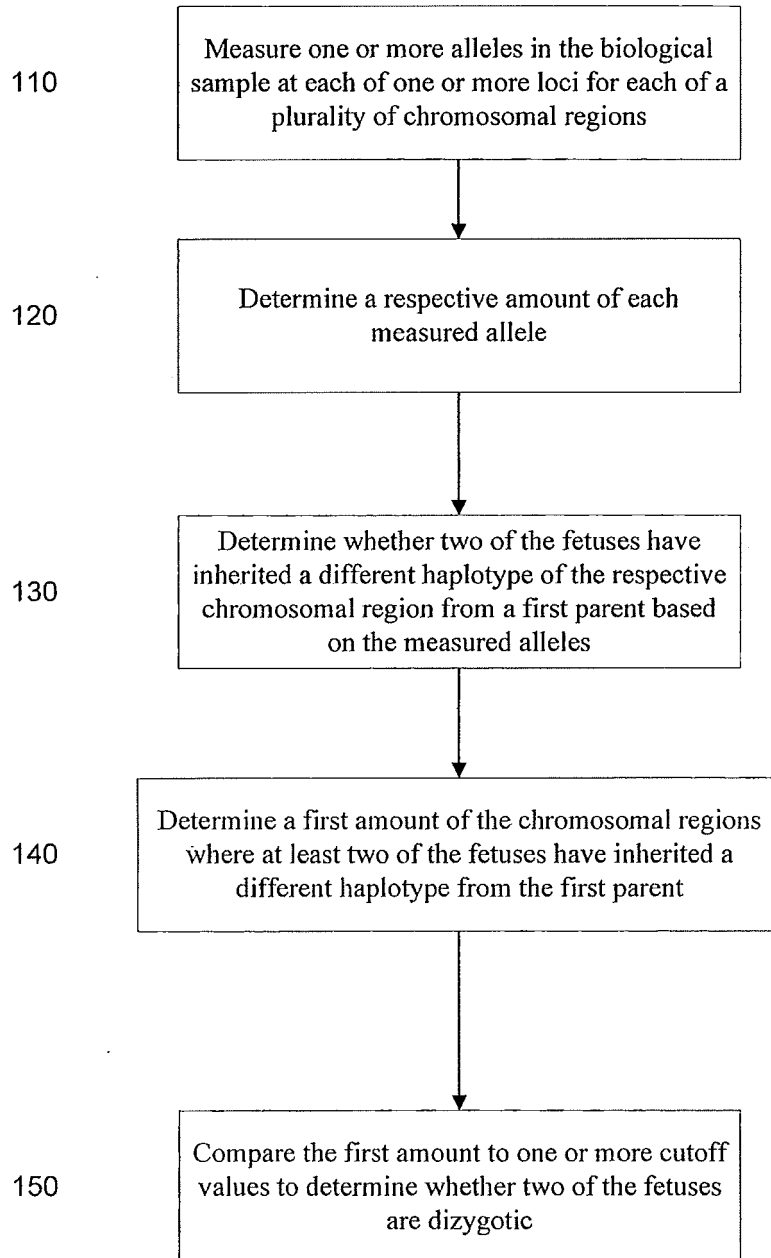 110
Measure one or more alleles in the biological
sample at each of one or more loci for each of a
plurality of chromosomal regions
120
Determine a respective amount of each
measured allele
130
Determine whether two of the fetuses have
inherited a different haplotype of the respective
chromosomal region from a first parent based
on the measured alleles
140
Determine a first amount of the chromosomal regions
where at least two of the fetuses have inherited a
different haplotype from the first parent
150
Compare the first amount to one or more cutoff
values to determine whether two of the fetuses
are dizygotic